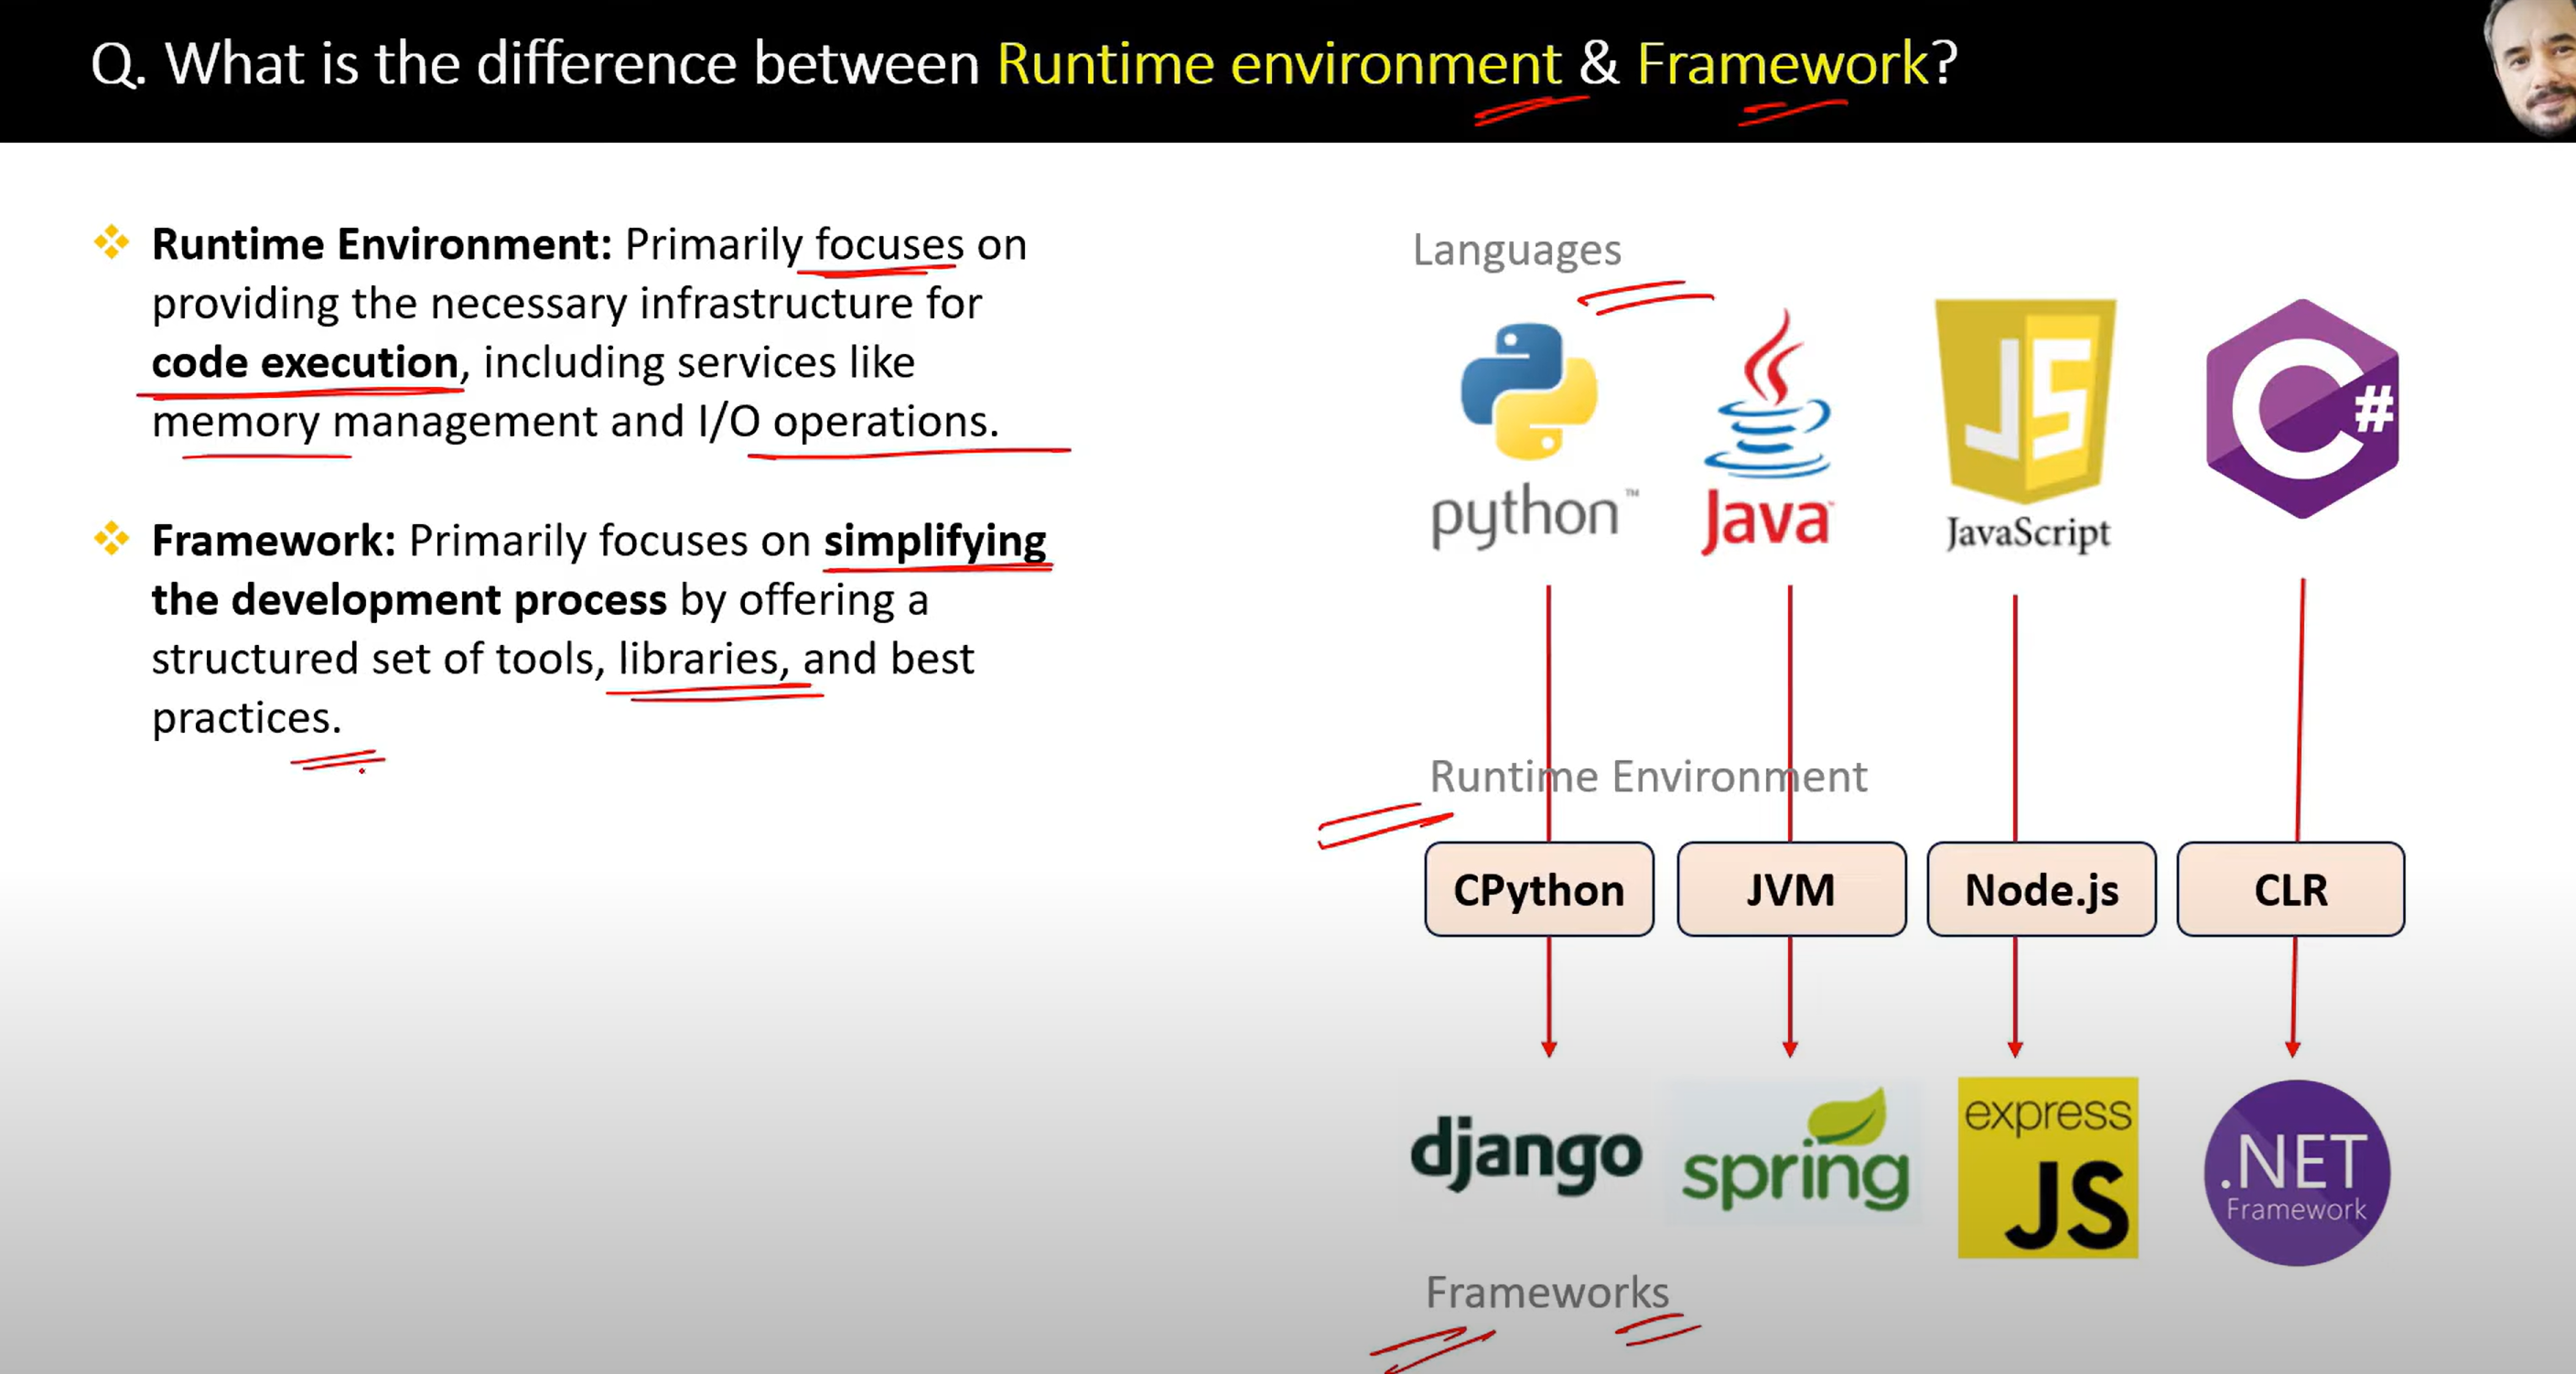 Q. What is the difference between Runtime environment & Framework?
Runtime Environment: Primarily focuses on
providing the necessary infrastructure for
code execution, including services like
memory management and I/O operations.
Framework: Primarily focuses on simplifying
the development process by offering a
structured set of tools, libraries, and best
practices.
Languages
python™
Java™
JS
JavaScript
C#
Runtime Environment
CPython
JVM
Node.js
CLR
django
spring
express
JS
.NET
Framework
Frameworks